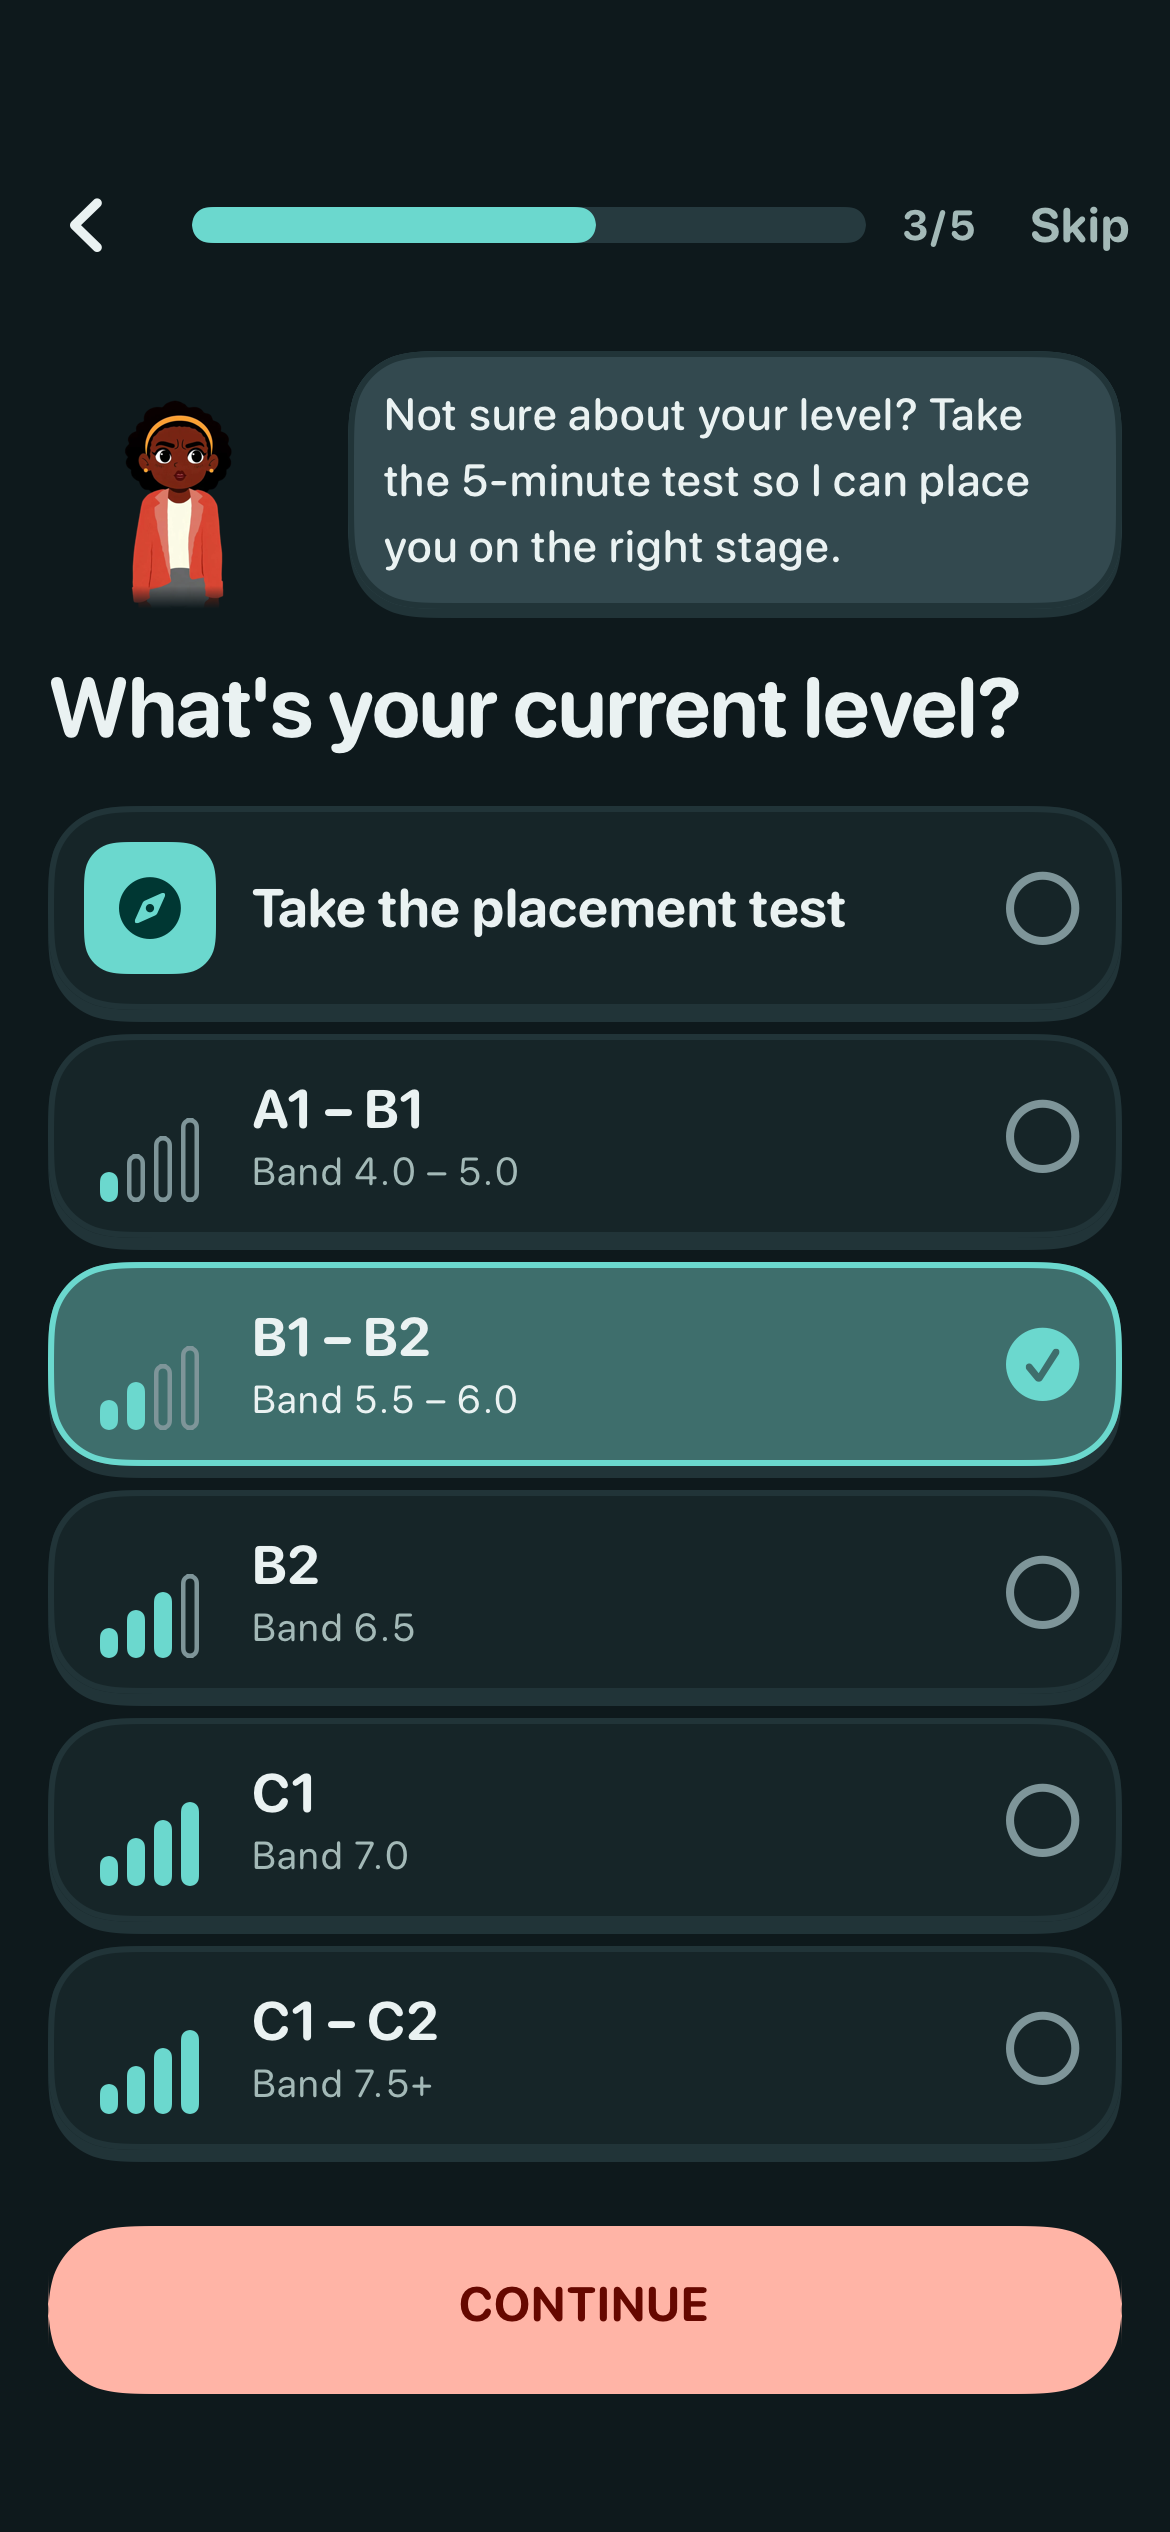 3/5
Skip
Not sure about your level? Take
the 5-minute test so I can place
you on the right stage.
What's your current level?
Take the placement test
A1 – B1
Band 4.0 – 5.0
B1 – B2
Band 5.5 – 6.0
B2
Band 6.5
C1
Band 7.0
C1 – C2
Band 7.5+
CONTINUE